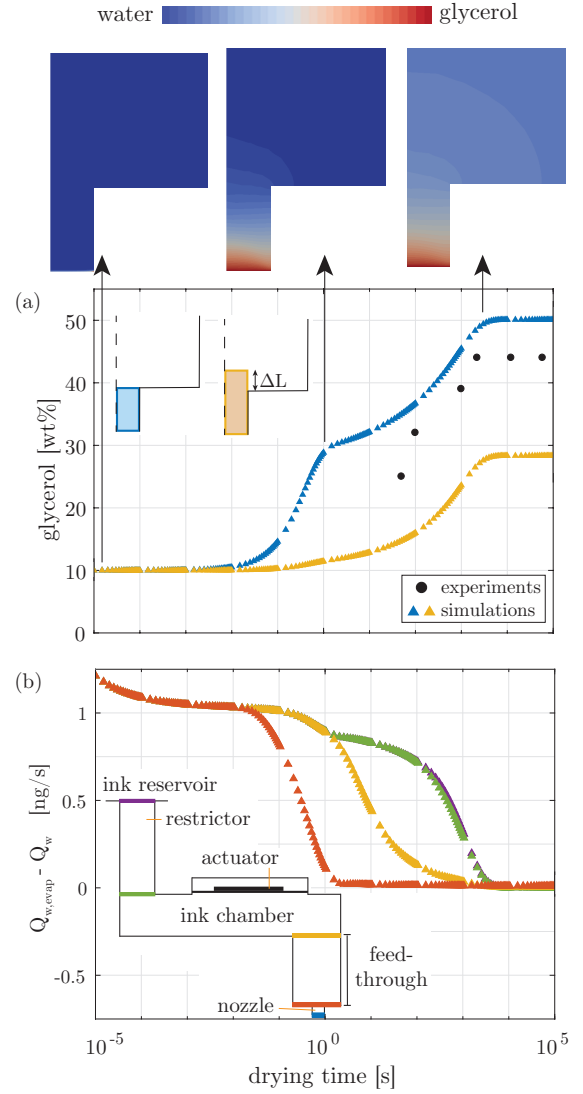 water glycerol
(a)
glycerol [wt%]
50
40
30
20
10
0
ΔL
experiments
simulations
(b)
Q_w,evap - Q_w [ng/s]
1
0.5
0
-0.5
ink reservoir
restrictor
actuator
ink chamber
feed-
through
nozzle
10^-5 10^0 10^5
drying time [s]